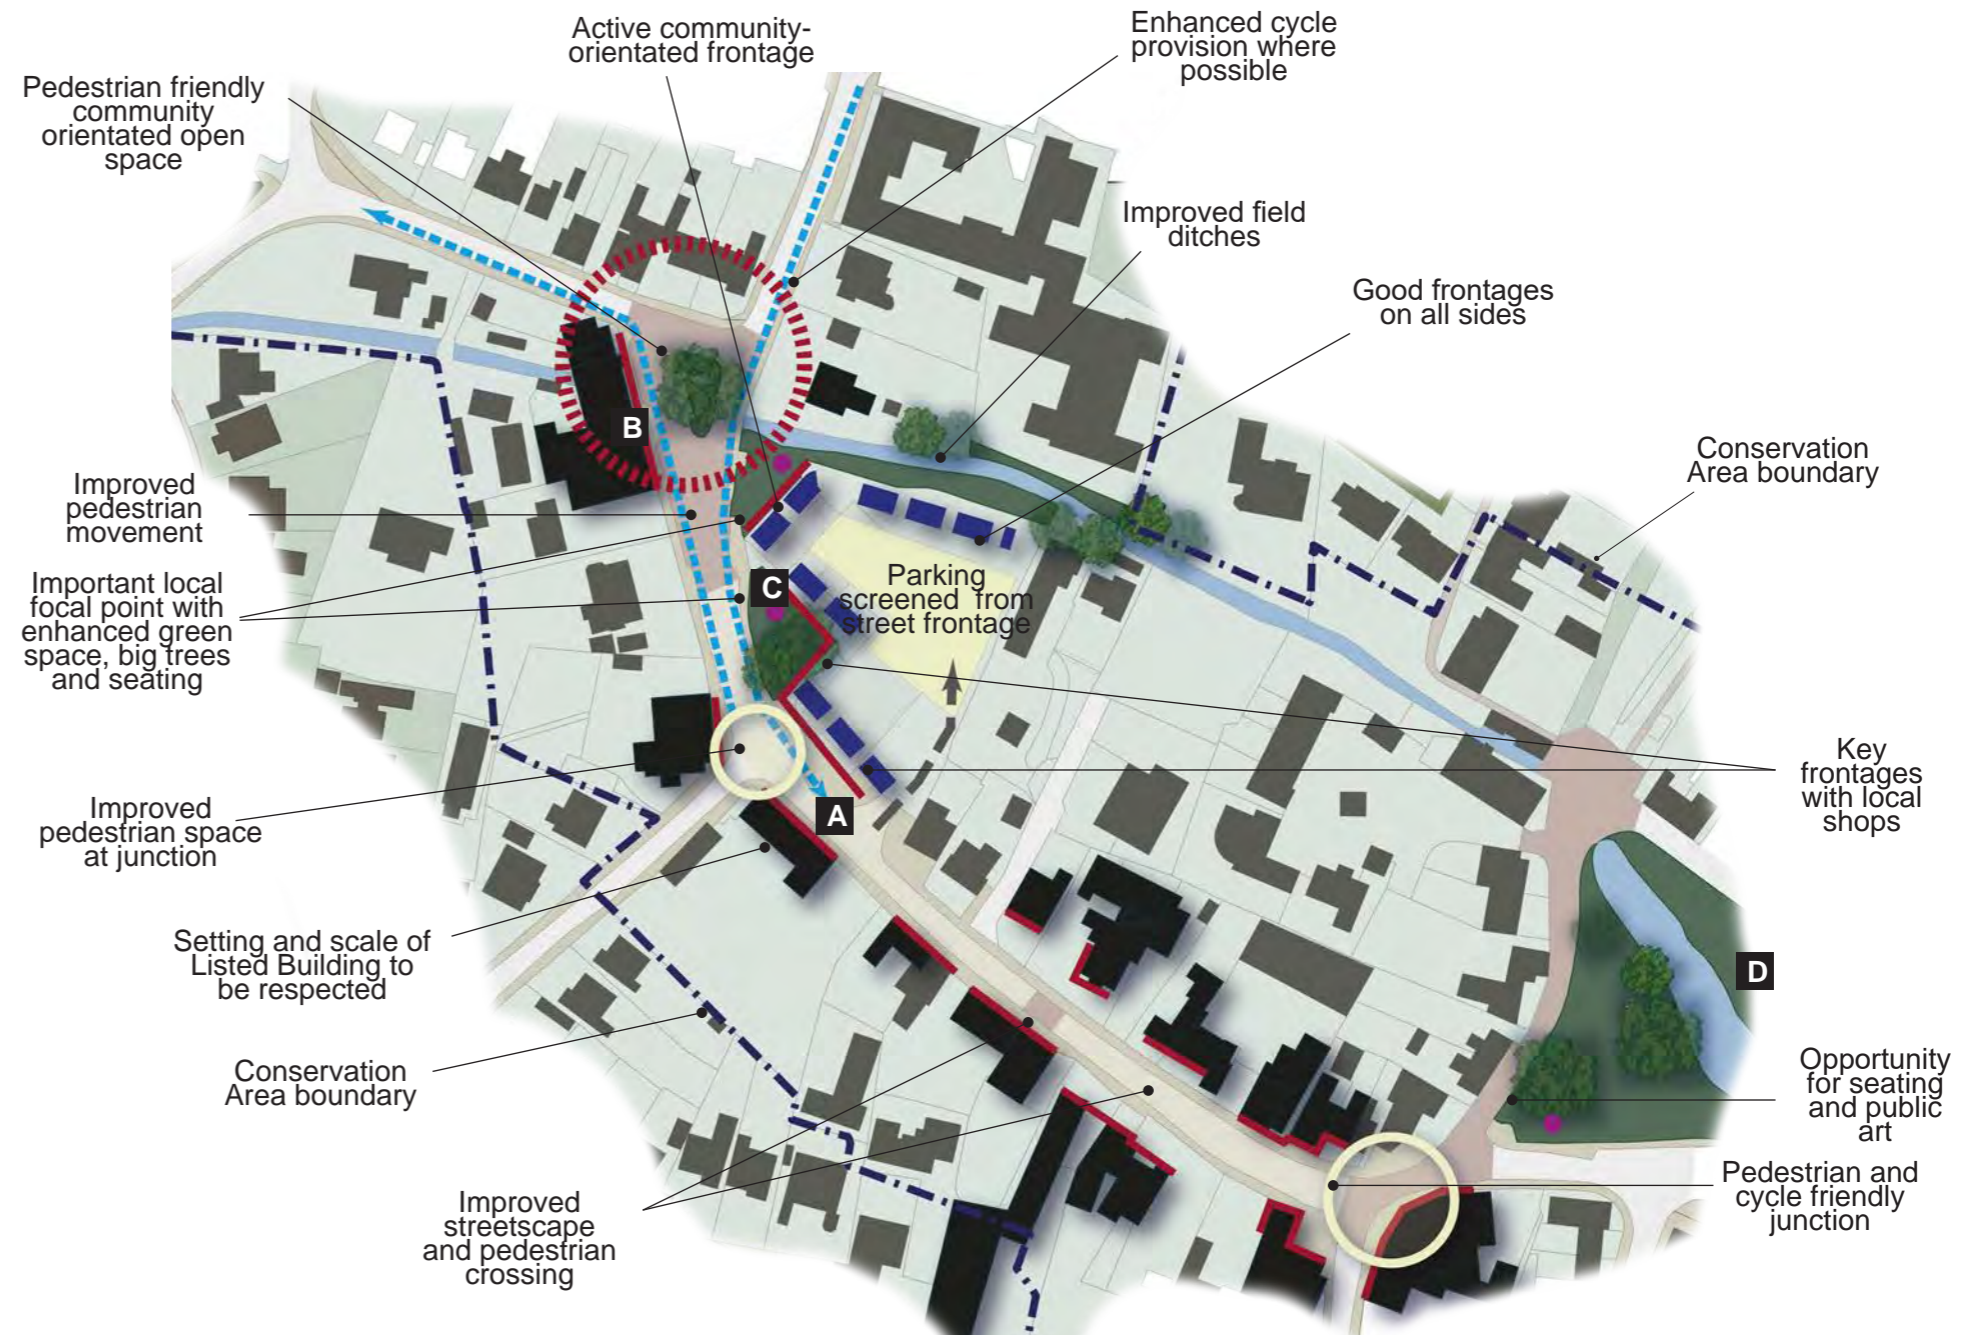 Active community-
orientated frontage
Enhanced cycle
provision where
possible
Pedestrian friendly
community
orientated open
space
Improved field
ditches
Good frontages
on all sides
Conservation
Area boundary
B
Improved
pedestrian
movement
Important local
focal point with
enhanced green
space, big trees
and seating
C
Parking
screened from
street frontage
Key
frontages
with local
shops
Improved
pedestrian space
at junction
A
Setting and scale of
Listed Building to
be respected
D
Conservation
Area boundary
Opportunity
for seating
and public
art
Improved
streetscape
and pedestrian
crossing
Pedestrian and
cycle friendly
junction